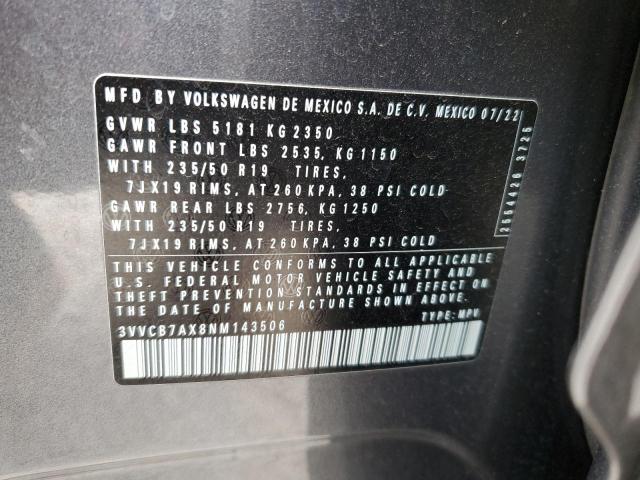 MFD BY VOLKSWAGEN DE MEXICO S.A. DE C.V. MEXICO 07/22
GVWR LBS 5181 KG 2350
GAWR FRONT LBS 2535, KG 1150
WITH 235/50 R19 TIRES,
7JX19 RIMS, AT 260 KPA, 38 PSI COLD
GAWR REAR LBS 2756, KG 1250
WITH 235/50 R19 TIRES,
7JX19 RIMS, AT 260 KPA, 38 PSI COLD
THIS VEHICLE CONFORMS TO ALL APPLICABLE
U.S. FEDERAL MOTOR VEHICLE SAFETY AND
THEFT PREVENTION STANDARDS IN EFFECT ON
THE DATE OF MANUFACTURE SHOWN ABOVE.
3VVCB7AX8NM143506 TYPE: MPV
2554426 3725